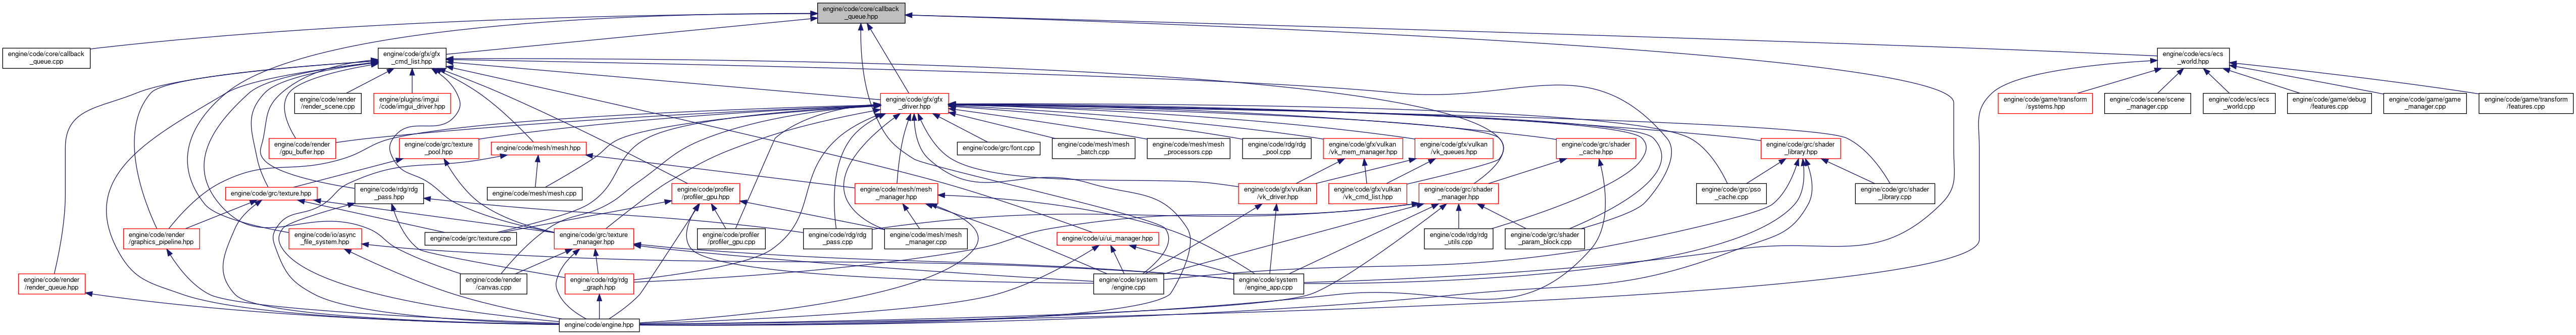 engine/code/core/callback
_queue.hpp
engine/code/core/callback
_queue.cpp
engine/code/gfx/gfx
_cmd_list.hpp
engine/code/ecs/ecs
_world.hpp
engine/code/render
/render_scene.cpp
engine/plugins/imgui
/code/imgui_driver.hpp
engine/code/gfx/gfx
_driver.hpp
engine/code/game/transform
/systems.hpp
engine/code/scene/scene
_manager.cpp
engine/code/ecs/ecs
_world.cpp
engine/code/game/debug
/features.cpp
engine/code/game/game
_manager.cpp
engine/code/game/transform
/features.cpp
engine/code/render
/gpu_buffer.hpp
engine/code/grc/texture
_pool.hpp
engine/code/mesh/mesh.hpp
engine/code/grc/font.cpp
engine/code/mesh/mesh
_batch.cpp
engine/code/mesh/mesh
_processors.cpp
engine/code/rdg/rdg
_pool.cpp
engine/code/gfx/vulkan
/vk_mem_manager.hpp
engine/code/gfx/vulkan
/vk_queues.hpp
engine/code/grc/shader
_cache.hpp
engine/code/grc/shader
_library.hpp
engine/code/grc/texture.hpp
engine/code/rdg/rdg
_pass.hpp
engine/code/mesh/mesh.cpp
engine/code/profiler
/profiler_gpu.hpp
engine/code/mesh/mesh
_manager.hpp
engine/code/gfx/vulkan
/vk_driver.hpp
engine/code/gfx/vulkan
/vk_cmd_list.hpp
engine/code/grc/shader
_manager.hpp
engine/code/grc/pso
_cache.cpp
engine/code/grc/shader
_library.cpp
engine/code/render
/graphics_pipeline.hpp
engine/code/io/async
_file_system.hpp
engine/code/grc/texture.cpp
engine/code/grc/texture
_manager.hpp
engine/code/profiler
/profiler_gpu.cpp
engine/code/rdg/rdg
_pass.cpp
engine/code/mesh/mesh
_manager.cpp
engine/code/ui/ui_manager.hpp
engine/code/rdg/rdg
_utils.cpp
engine/code/grc/shader
_param_block.cpp
engine/code/render
/render_queue.hpp
engine/code/render
/canvas.cpp
engine/code/rdg/rdg
_graph.hpp
engine/code/system
/engine.cpp
engine/code/system
/engine_app.cpp
engine/code/engine.hpp